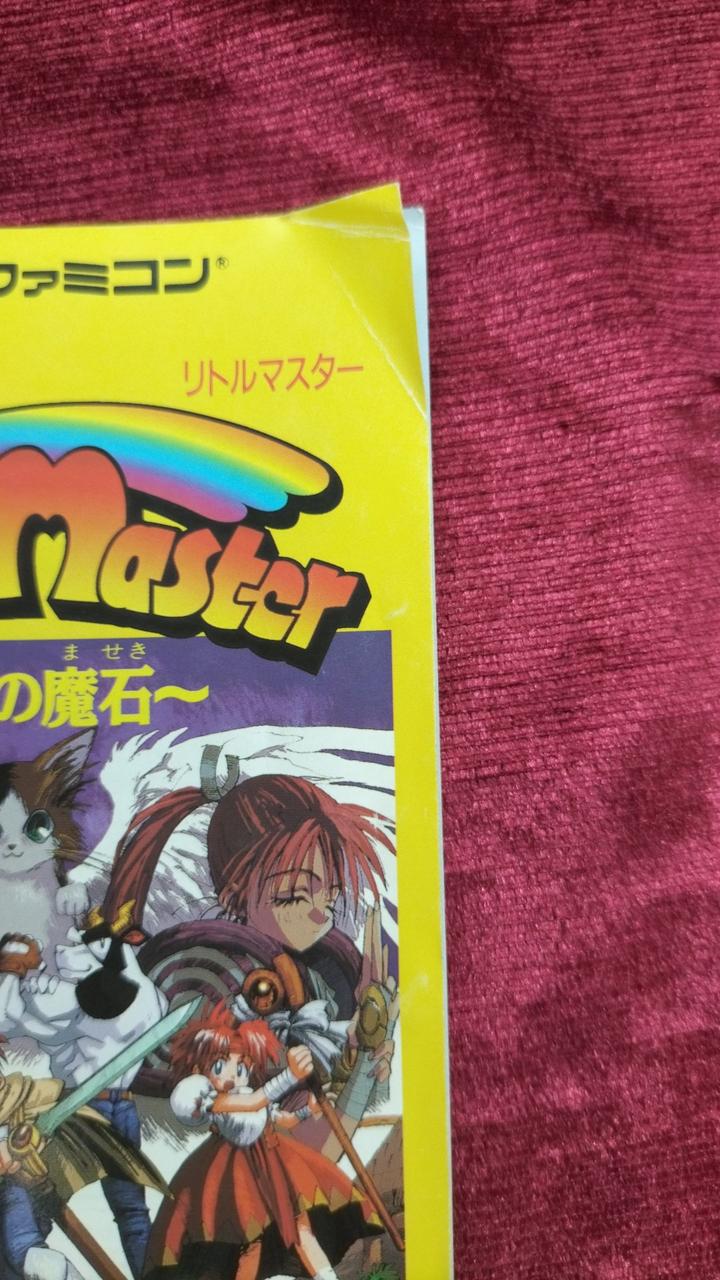 ファミコン®
リトルマスター
Master
ませき
の魔石〜